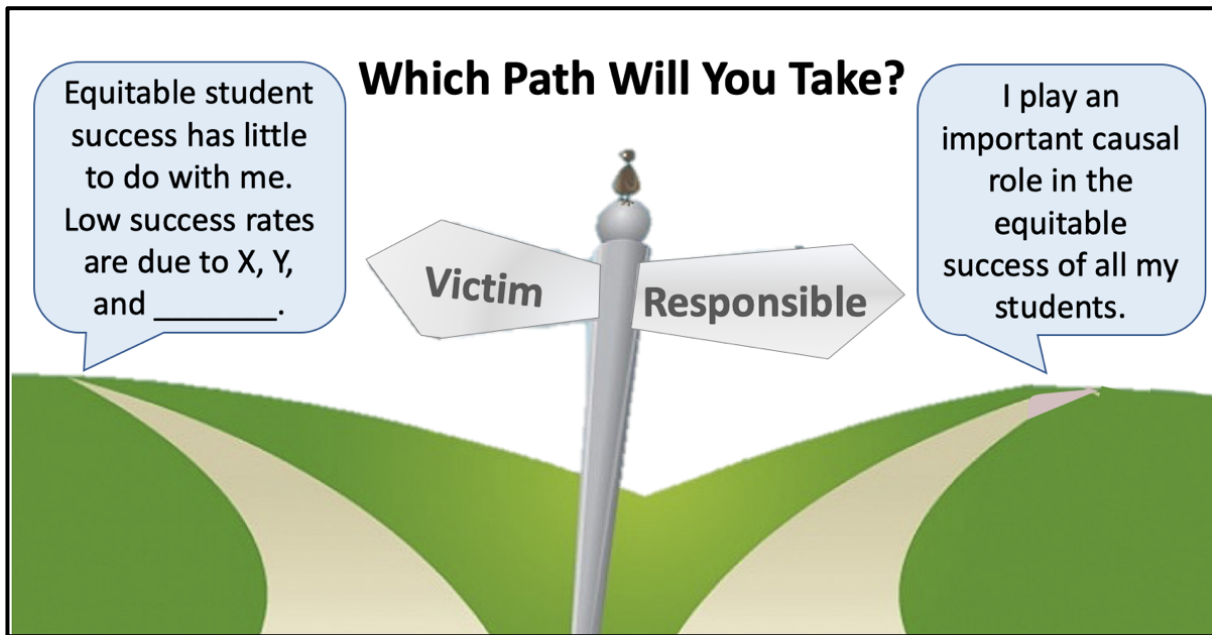 Which Path Will You Take?
Equitable student
success has little
to do with me.
Low success rates
are due to X, Y,
and _______.
Victim
Responsible
I play an
important causal
role in the
equitable
success of all my
students.